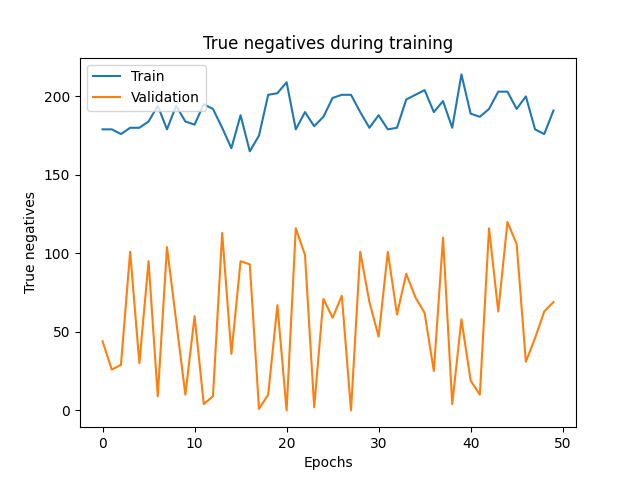 True negatives during training
Train
Validation
True negatives
200
150
100
50
0
0 10 20 30 40 50
Epochs